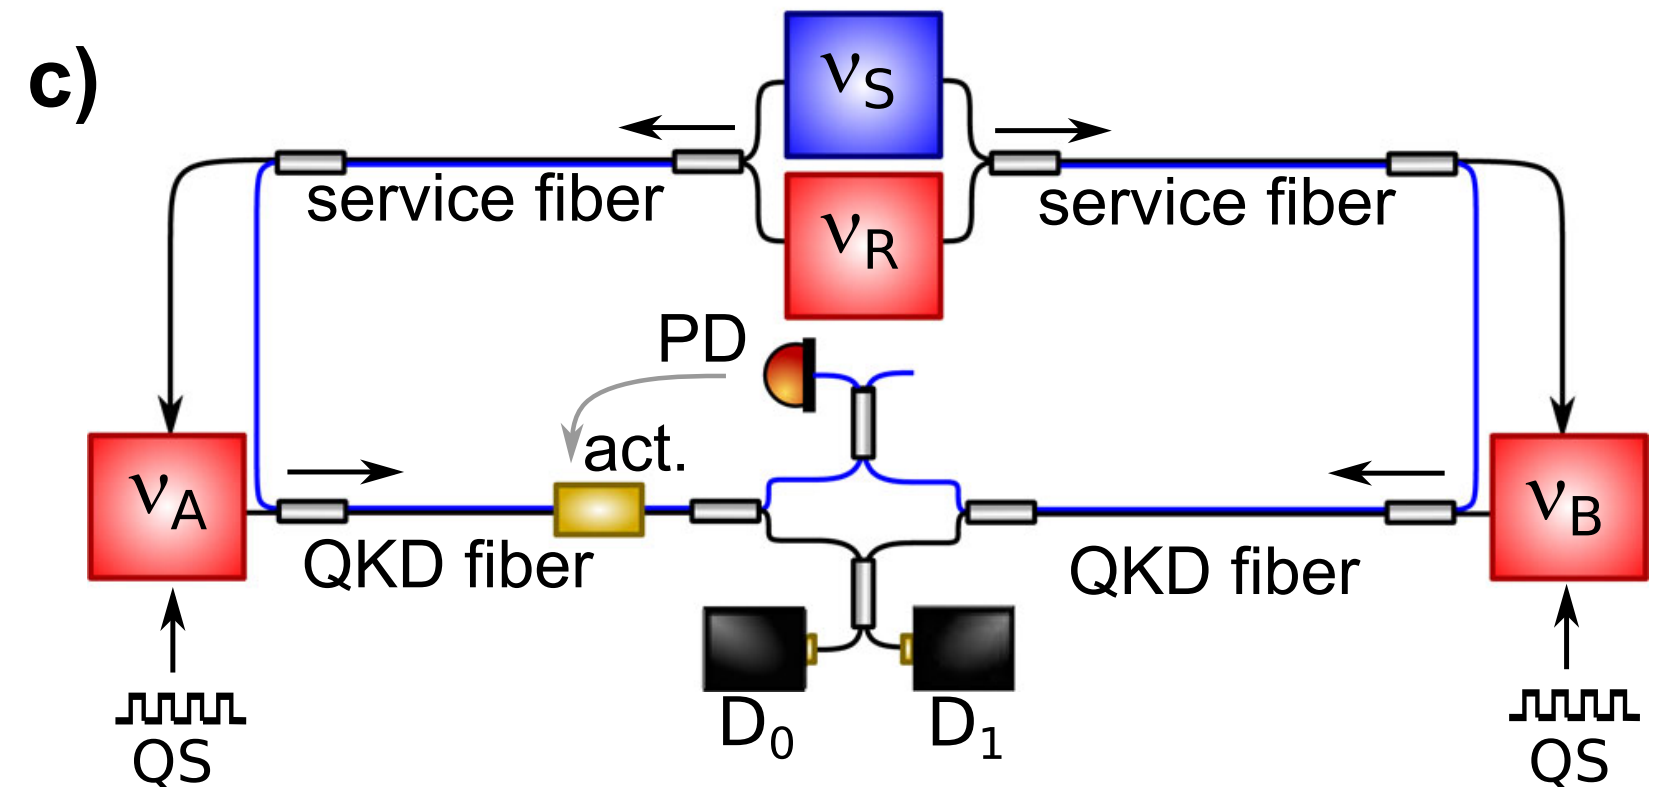 c)
νS
service fiber
service fiber
νR
PD
act.
νA
νB
QKD fiber
QKD fiber
D0
D1
QS
QS